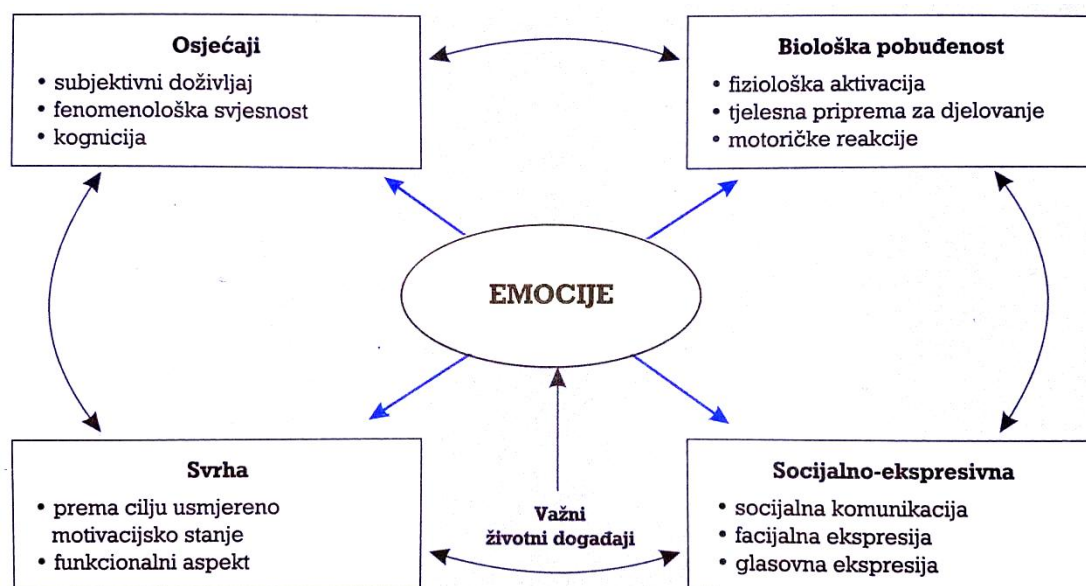 Osjećaji
• subjektivni doživljaj
• fenomenološka svjesnost
• kognicija
Biološka pobuđenost
• fiziološka aktivacija
• tjelesna priprema za djelovanje
• motoričke reakcije
EMOCIJE
Svrha
• prema cilju usmjereno
motivacijsko stanje
• funkcionalni aspekt
Važni
životni događaji
Socijalno-ekspresivna
• socijalna komunikacija
• facijalna ekspresija
• glasovna ekspresija